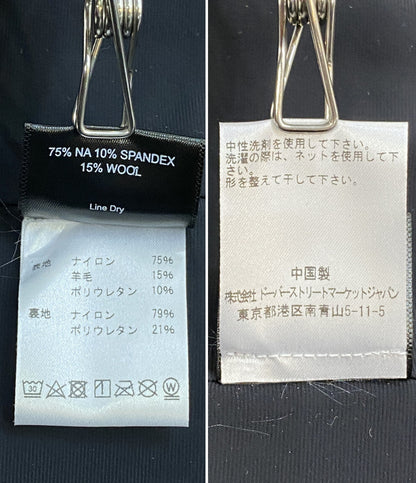 75% NA 10% SPANDEX
15% WOOL
Line Dry
表地 ナイロン 75%
羊毛 15%
ポリウレタン 10%
裏地 ナイロン 79%
ポリウレタン 21%
30
W
中性洗剤を使用して下さい。
洗濯の際は、ネットを使用して下さい。
形を整えて干して下さい。
中国製
株式会社 ドーバーストリートマーケットジャパン
東京都港区南青山5-11-5